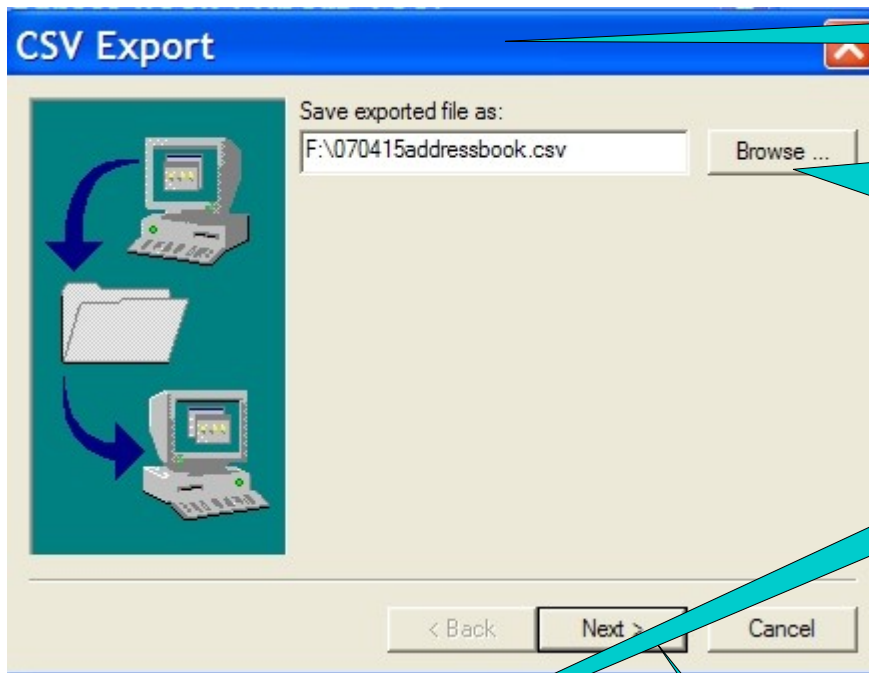 CSV Export
Save exported file as:
F:\070415addressbook.csv
Browse ...
< Back
Next >
Cancel